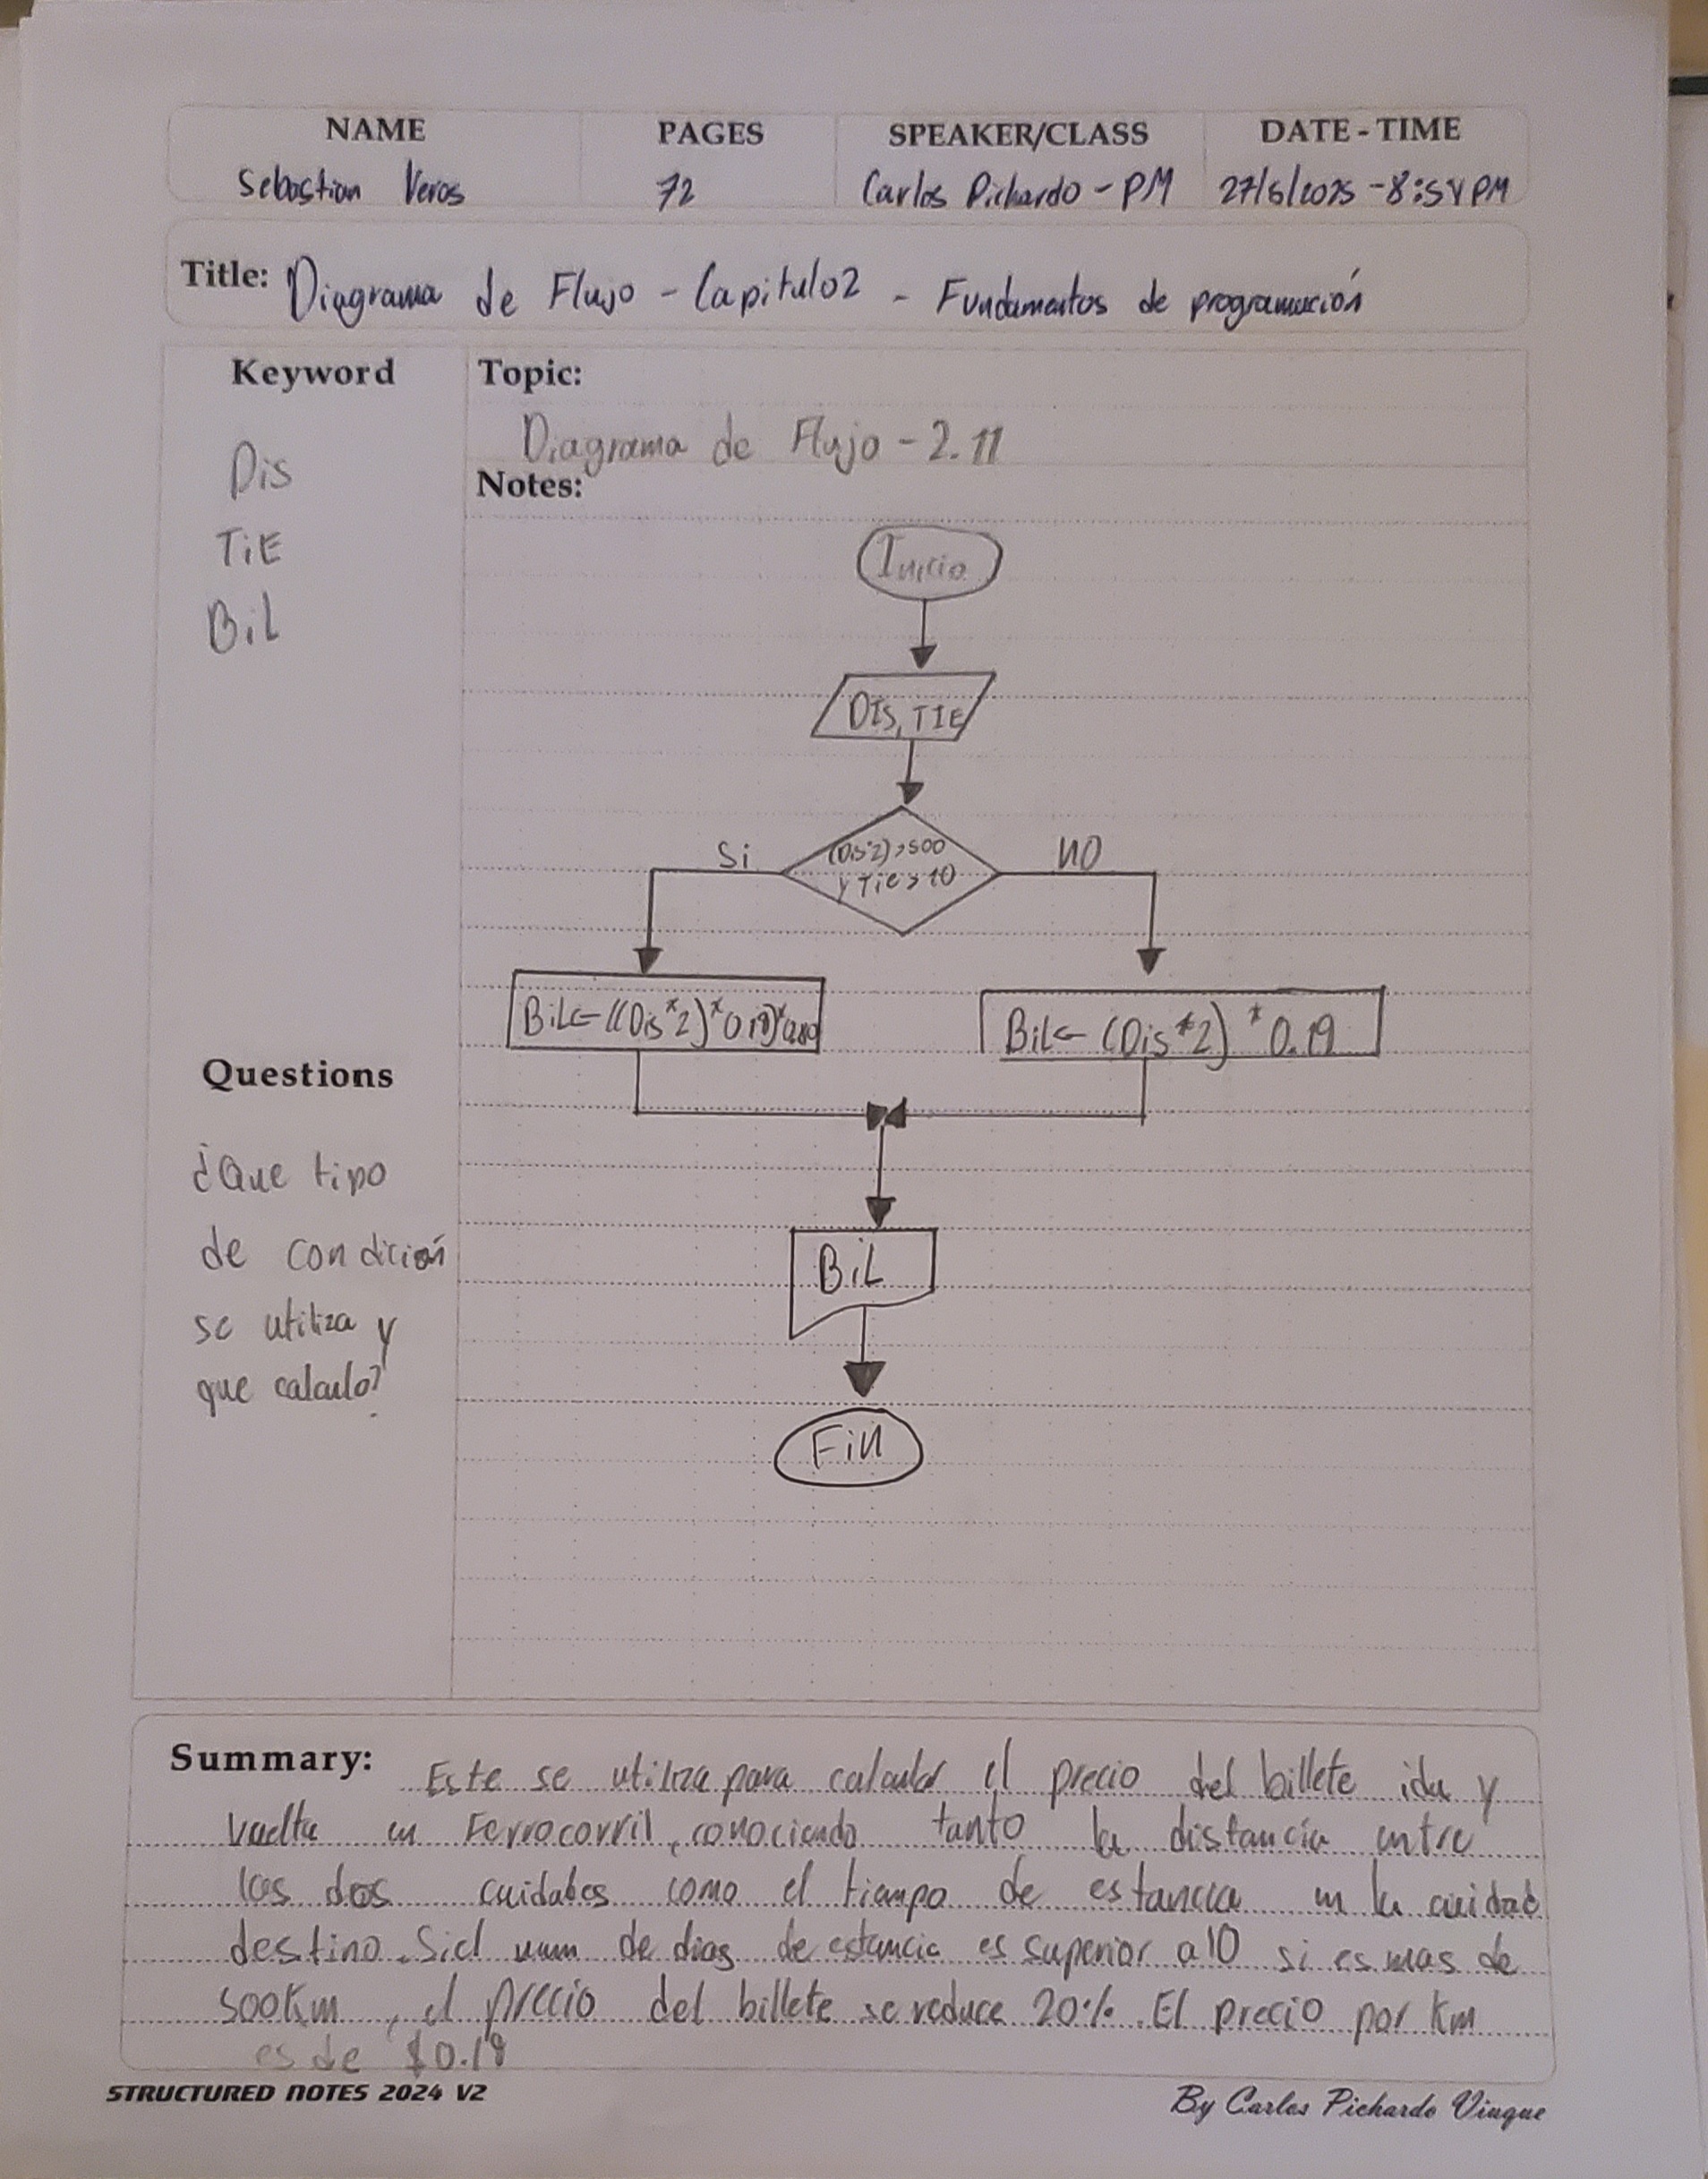 NAME PAGES SPEAKER/CLASS DATE - TIME
Sebastian Veras 72 Carlos Pichardo - PM 27/5/2025 - 8:54 PM
Title: Diagrama de Flujo - Capitulo 2 - Fundamentos de programación
Keyword
Dis
TiE
BiL
Topic:
Diagrama de Flujo - 2.11
Notes:
Inicio
DIS, TIE
(Dis*2) > 500
y Tie > 10
Si
NO
BiL ← ((Dis*2)*0.19)*0.80
BiL ← (Dis*2) * 0.19
BiL
FiN
Questions
¿Que tipo
de condición
se utiliza y
que calculo?
Summary: Este se utiliza para calcular el precio del billete ida y
vuelta en Ferrocorril, conociendo tanto la distancia entre
las dos cuidades como el tiempo de estancia en la cuidad
destino. Si el num de dias de estancia es superior a 10 si es mas de
500Km, el precio del billete se reduce 20%. El precio por Km
es de $0.19
STRUCTURED NOTES 2024 V2
By Carlos Pichardo Viuque